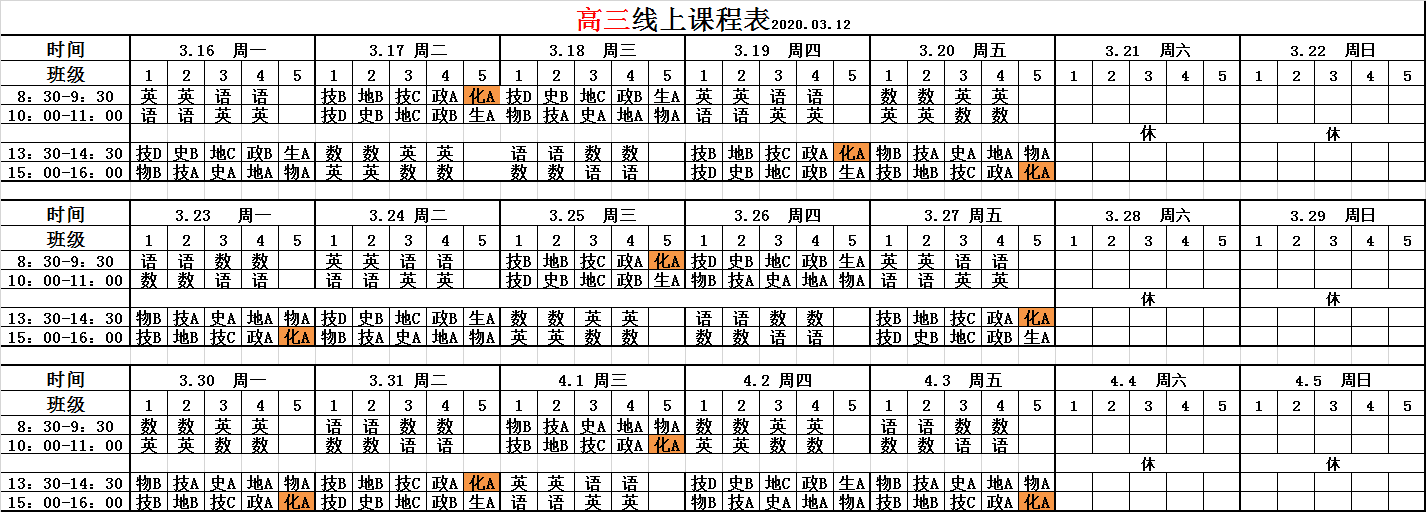 高三线上课程表2020.03.12
时间 3.16 周一 3.17 周二 3.18 周三 3.19 周四 3.20 周五 3.21 周六 3.22 周日
班级 1 2 3 4 5 1 2 3 4 5 1 2 3 4 5 1 2 3 4 5 1 2 3 4 5 1 2 3 4 5 1 2 3 4 5
8：30-9：30 英 英 语 语 技B 地B 技C 政A 化A 技D 史B 地C 政B 生A 英 英 语 语 数 数 英 英
10：00-11：00 语 语 英 英 技D 史B 地C 政B 生A 物B 技A 史A 地A 物A 语 语 英 英 英 英 数 数
休 休
13：30-14：30 技D 史B 地C 政B 生A 数 数 英 英 语 语 数 数 技B 地B 技C 政A 化A 物B 技A 史A 地A 物A
15：00-16：00 物B 技A 史A 地A 物A 英 英 数 数 数 数 语 语 技D 史B 地C 政B 生A 技B 地B 技C 政A 化A
时间 3.23 周一 3.24 周二 3.25 周三 3.26 周四 3.27 周五 3.28 周六 3.29 周日
班级 1 2 3 4 5 1 2 3 4 5 1 2 3 4 5 1 2 3 4 5 1 2 3 4 5 1 2 3 4 5 1 2 3 4 5
8：30-9：30 语 语 数 数 英 英 语 语 技B 地B 技C 政A 化A 技D 史B 地C 政B 生A 英 英 语 语
10：00-11：00 数 数 语 语 语 语 英 英 技D 史B 地C 政B 生A 物B 技A 史A 地A 物A 语 语 英 英
休 休
13：30-14：30 物B 技A 史A 地A 物A 技D 史B 地C 政B 生A 数 数 英 英 语 语 数 数 技B 地B 技C 政A 化A
15：00-16：00 技B 地B 技C 政A 化A 物B 技A 史A 地A 物A 英 英 数 数 数 数 语 语 技D 史B 地C 政B 生A
时间 3.30 周一 3.31 周二 4.1 周三 4.2 周四 4.3 周五 4.4 周六 4.5 周日
班级 1 2 3 4 5 1 2 3 4 5 1 2 3 4 5 1 2 3 4 5 1 2 3 4 5 1 2 3 4 5 1 2 3 4 5
8：30-9：30 数 数 英 英 语 语 数 数 物B 技A 史A 地A 物A 数 数 英 英 语 语 数 数
10：00-11：00 英 英 数 数 数 数 语 语 技B 地B 技C 政A 化A 英 英 数 数 数 数 语 语
休 休
13：30-14：30 物B 技A 史A 地A 物A 技B 地B 技C 政A 化A 英 英 语 语 技D 史B 地C 政B 生A 物B 技A 史A 地A 物A
15：00-16：00 技B 地B 技C 政A 化A 技D 史B 地C 政B 生A 语 语 英 英 物B 技A 史A 地A 物A 技B 地B 技C 政A 化A